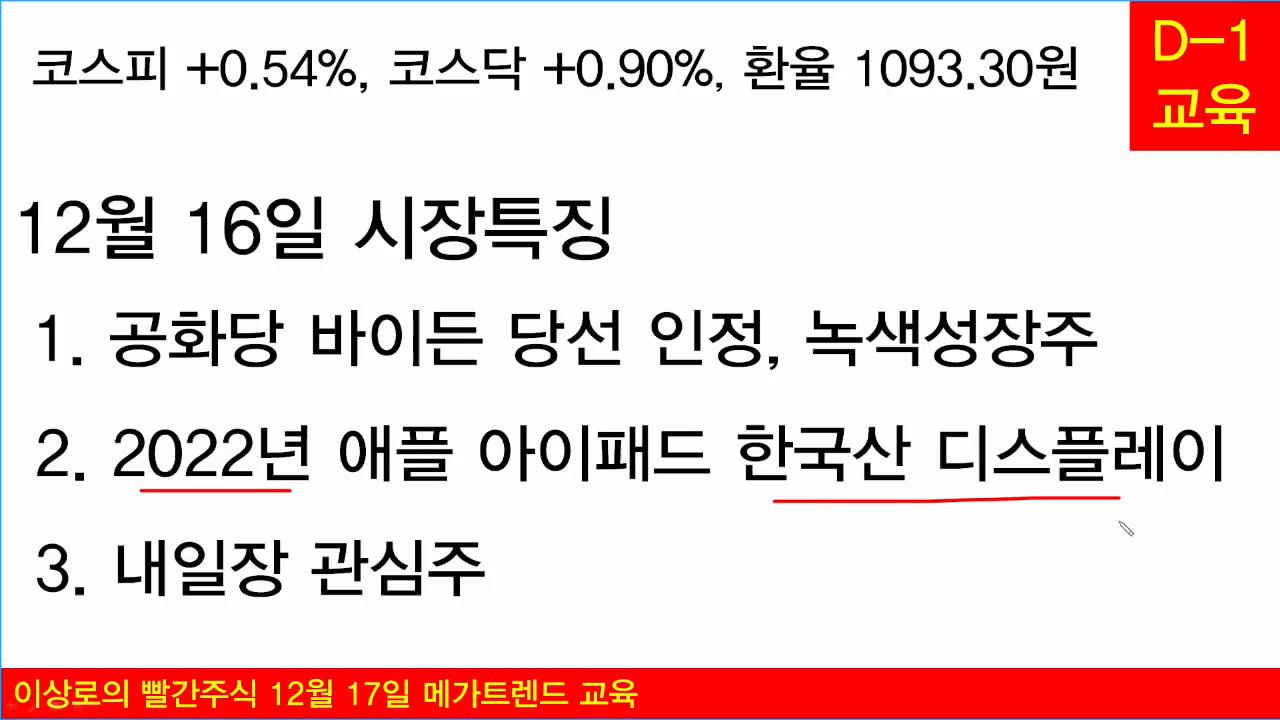 코스피 +0.54%, 코스닥 +0.90%, 환율 1093.30원
D-1
교육
12월 16일 시장특징
1. 공화당 바이든 당선 인정, 녹색성장주
2. 2022년 애플 아이패드 한국산 디스플레이
3. 내일장 관심주
이상로의 빨간주식 12월 17일 메가트렌드 교육